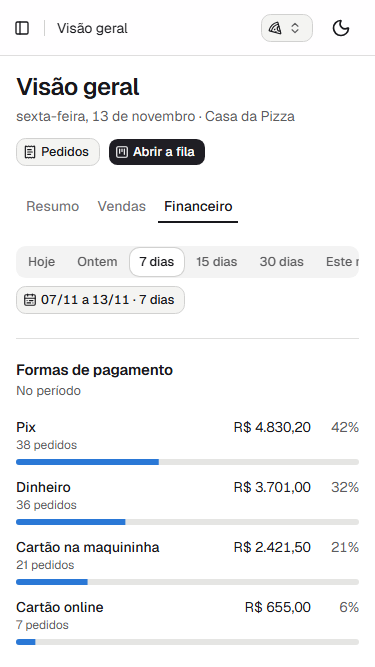 Visão geral
Visão geral
sexta-feira, 13 de novembro · Casa da Pizza
Pedidos
Abrir a fila
Resumo Vendas Financeiro
Hoje Ontem 7 dias 15 dias 30 dias Este
07/11 a 13/11 · 7 dias
Formas de pagamento
No período
Pix R$ 4.830,20 42%
38 pedidos
Dinheiro R$ 3.701,00 32%
36 pedidos
Cartão na maquininha R$ 2.421,50 21%
21 pedidos
Cartão online R$ 655,00 6%
7 pedidos